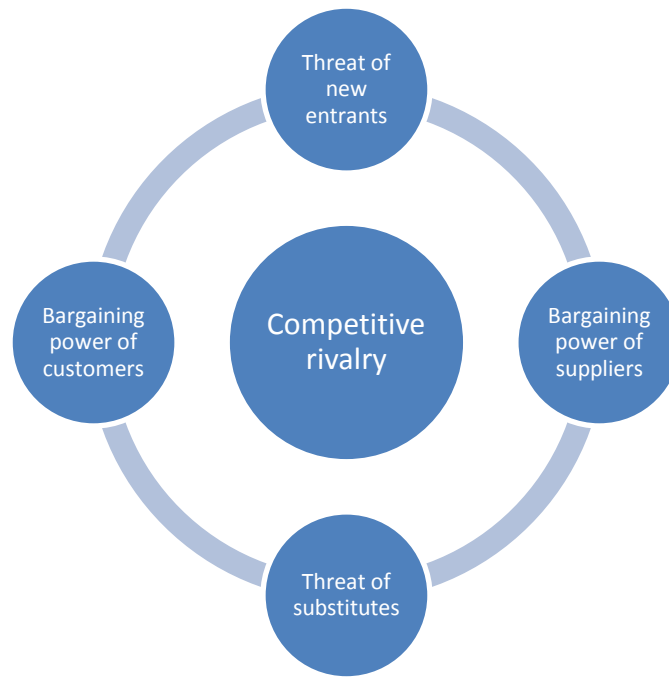 Threat of
new
entrants
Bargaining
power of
customers
Competitive
rivalry
Bargaining
power of
suppliers
Threat of
substitutes